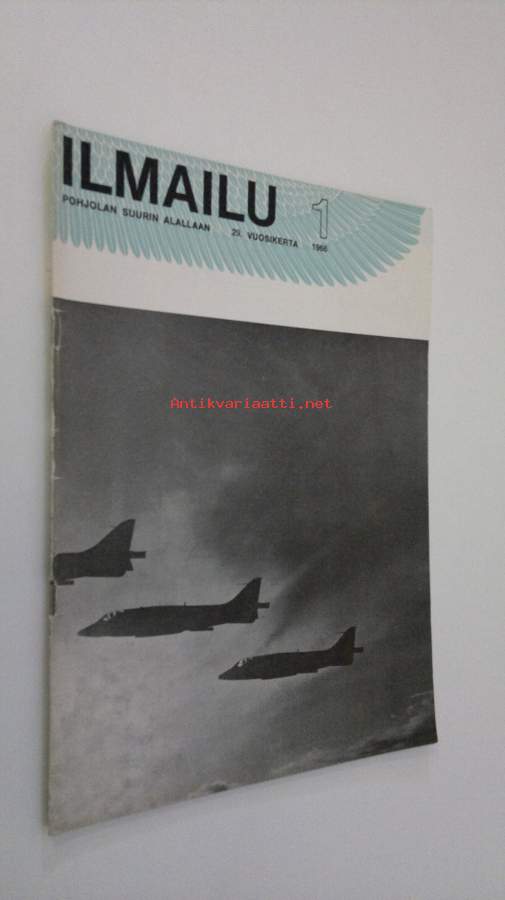 ILMAILU 1
POHJOLAN SUURIN ALALLAAN 29. VUOSIKERTA 1966
Antikvariaatti.net